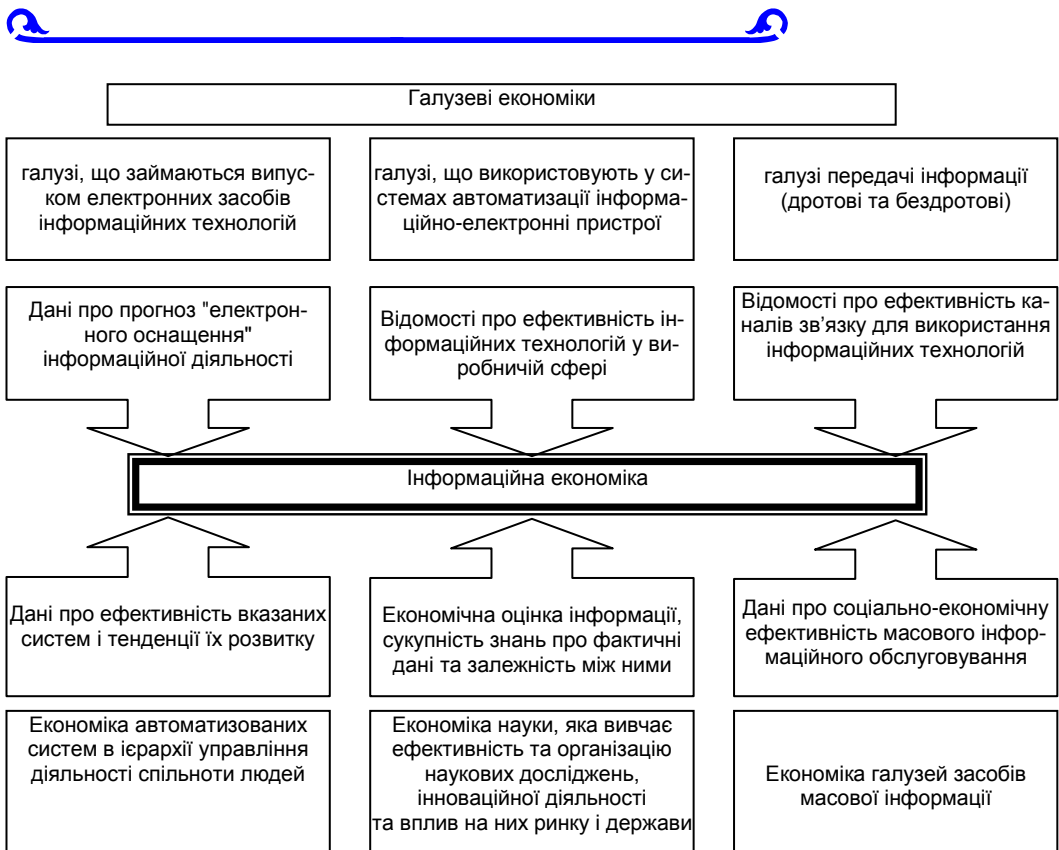 Галузеві економіки
галузі, що займаються випус-
ком електронних засобів
інформаційних технологій
галузі, що використовують у си-
стемах автоматизації інформа-
ційно-електронні пристрої
галузі передачі інформації
(дротові та бездротові)
Дані про прогноз "електрон-
ного оснащення"
інформаційної діяльності
Відомості про ефективність ін-
формаційних технологій у ви-
робничій сфері
Відомості про ефективність ка-
налів зв’язку для використання
інформаційних технологій
Інформаційна економіка
Дані про ефективність вказаних
систем і тенденції їх розвитку
Економічна оцінка інформації,
сукупність знань про фактичні
дані та залежність між ними
Дані про соціально-економічну
ефективність масового інфор-
маційного обслуговування
Економіка автоматизованих
систем в ієрархії управління
діяльності спільноти людей
Економіка науки, яка вивчає
ефективність та організацію
наукових досліджень,
інноваційної діяльності
та вплив на них ринку і держави
Економіка галузей засобів
масової інформації